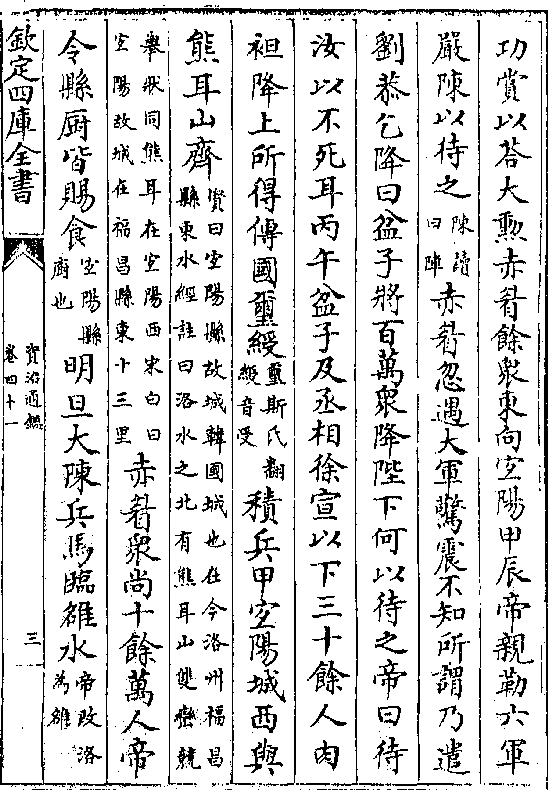 功賞以荅大勲赤眉餘衆東向宜陽甲辰帝親勒六軍
嚴陳以待之陳讀曰陣赤眉忽遇大軍驚震不知所謂乃遣
劉恭乞降曰盆子將百萬衆降陛下何以待之帝曰待
汝以不死耳丙午盆子及丞相徐宣以下三十餘人肉
袒降上所得傳國璽綬璽斯氏翻綬音受積兵甲宜陽城西與
熊耳山齊賢曰宜陽縣故城韓國城也在今洛州福昌縣東水經註曰洛水之北有熊耳山雙巒競
舉狀同熊耳在宜陽西宋白曰宜陽故城在福昌縣東十三里赤眉衆尚十餘萬人帝
令縣厨皆賜食宜陽縣廚也明旦大陳兵馬臨雒水帝改洛為雒
欽定四庫全書
資治通鑑
卷四十一
三